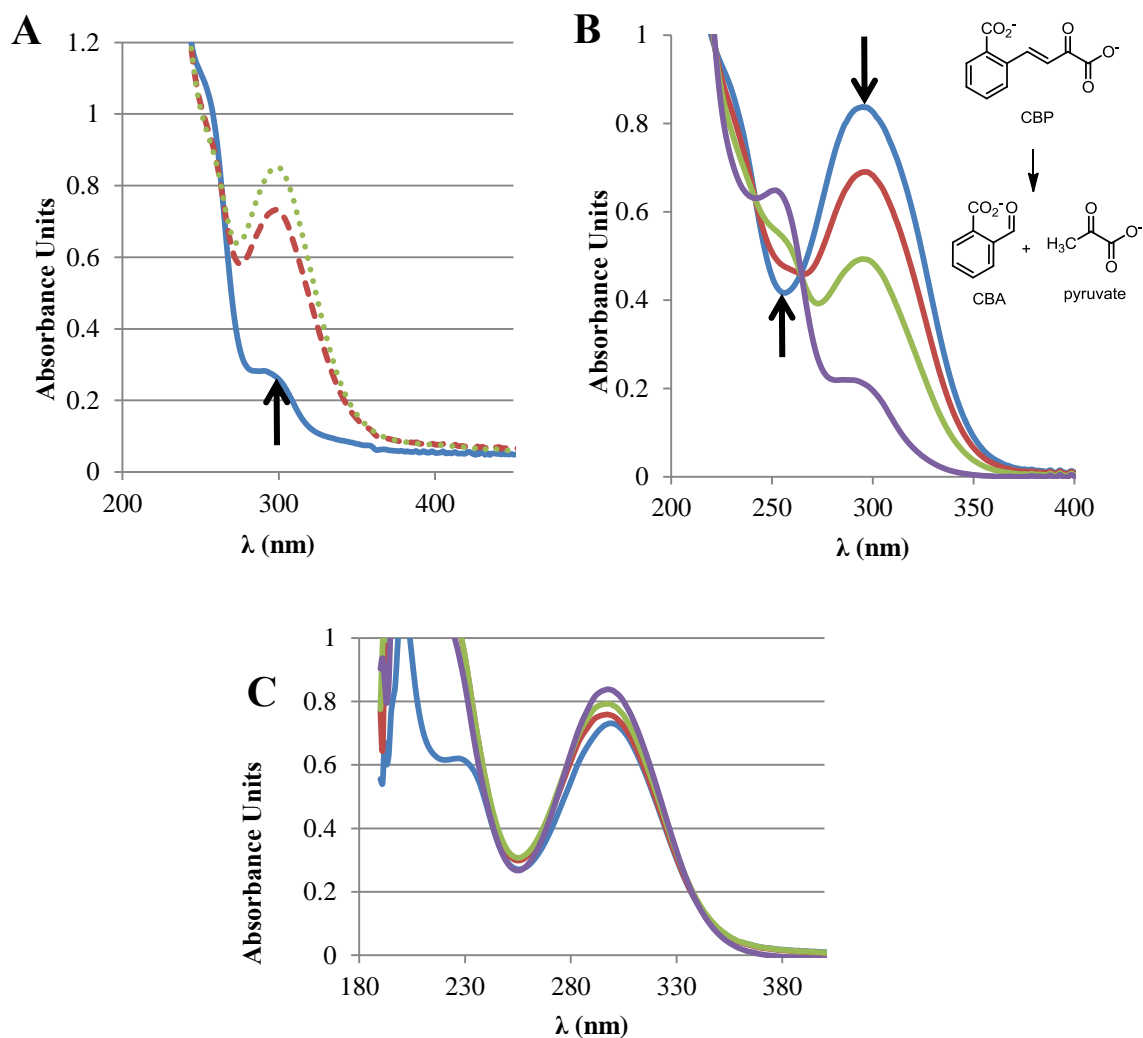 A
1.2
1
0.8
0.6
0.4
0.2
0
200
300
400
Absorbance Units
λ (nm)
B
1
0.8
0.6
0.4
0.2
0
200
250
300
350
400
Absorbance Units
λ (nm)
CO2-
O
O-
O
CBP
CO2-
O
CBA
+
O
H3C
O-
O
pyruvate
C
1
0.8
0.6
0.4
0.2
0
180
230
280
330
380
Absorbance Units
λ (nm)